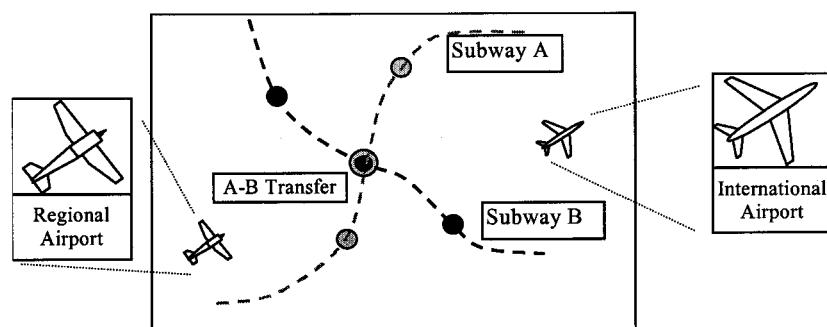 Subway A
A-B Transfer
Subway B
Regional
Airport
International
Airport